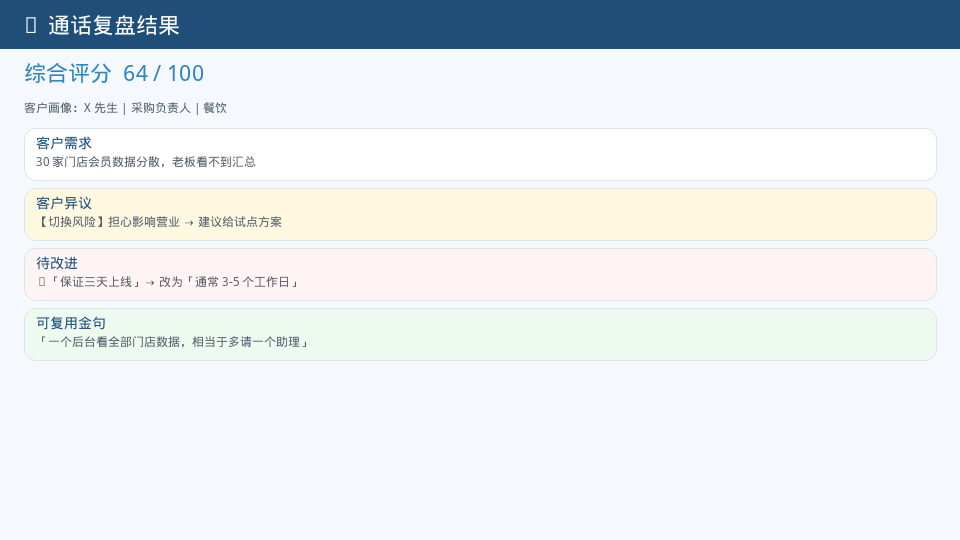 通话复盘结果
综合评分 64 / 100
客户画像：X 先生 | 采购负责人 | 餐饮
客户需求
30 家门店会员数据分散，老板看不到汇总
客户异议
【切换风险】担心影响营业 → 建议给试点方案
待改进
「保证三天上线」→ 改为「通常 3-5 个工作日」
可复用金句
「一个后台看全部门店数据，相当于多请一个助理」